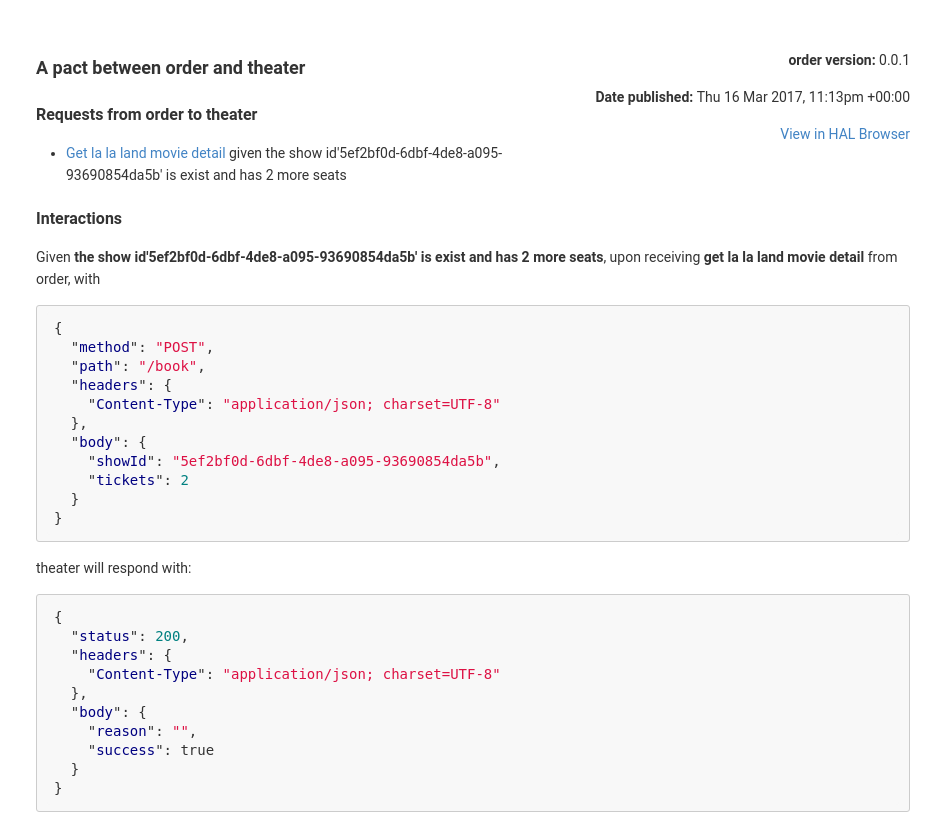 A pact between order and theater
order version: 0.0.1
Date published: Thu 16 Mar 2017, 11:13pm +00:00
View in HAL Browser
Requests from order to theater
• Get la la land movie detail given the show id'5ef2bf0d-6dbf-4de8-a095-
93690854da5b' is exist and has 2 more seats
Interactions
Given the show id'5ef2bf0d-6dbf-4de8-a095-93690854da5b' is exist and has 2 more seats, upon receiving get la la land movie detail from
order, with
{
  "method": "POST",
  "path": "/book",
  "headers": {
    "Content-Type": "application/json; charset=UTF-8"
  },
  "body": {
    "showId": "5ef2bf0d-6dbf-4de8-a095-93690854da5b",
    "tickets": 2
  }
}
theater will respond with:
{
  "status": 200,
  "headers": {
    "Content-Type": "application/json; charset=UTF-8"
  },
  "body": {
    "reason": "",
    "success": true
  }
}